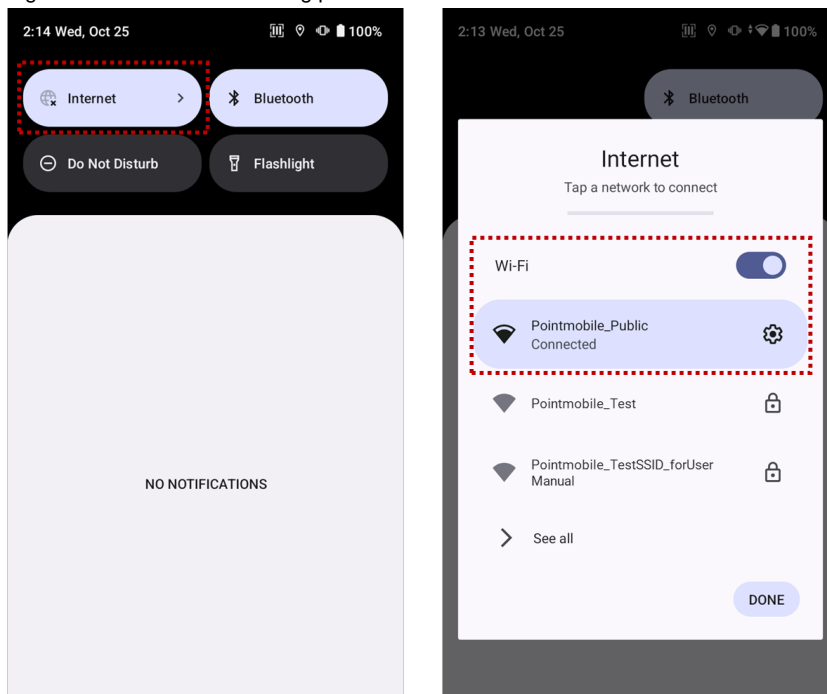 2:14 Wed, Oct 25
100%
Internet
Bluetooth
Do Not Disturb
Flashlight
NO NOTIFICATIONS
2:13 Wed, Oct 25
100%
Bluetooth
Internet
Tap a network to connect
Wi-Fi
Pointmobile_Public
Connected
Pointmobile_Test
Pointmobile_TestSSID_forUser
Manual
See all
DONE